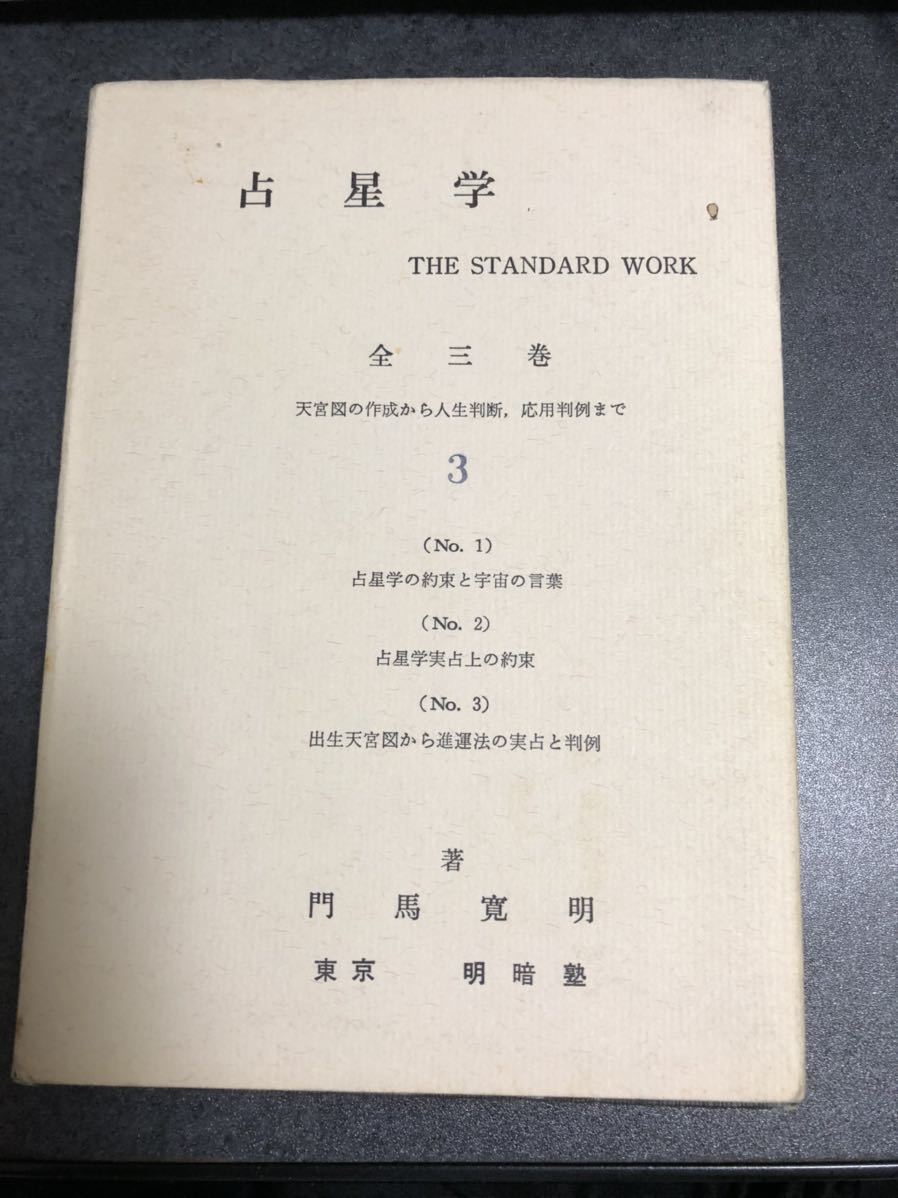 占星学
THE STANDARD WORK
全三巻
天宮図の作成から人生判断，応用判例まで
3
(No. 1)
占星学の約束と宇宙の言葉
(No. 2)
占星学実占上の約束
(No. 3)
出生天宮図から進運法の実占と判例
著
門馬寛明
東京 明暗塾